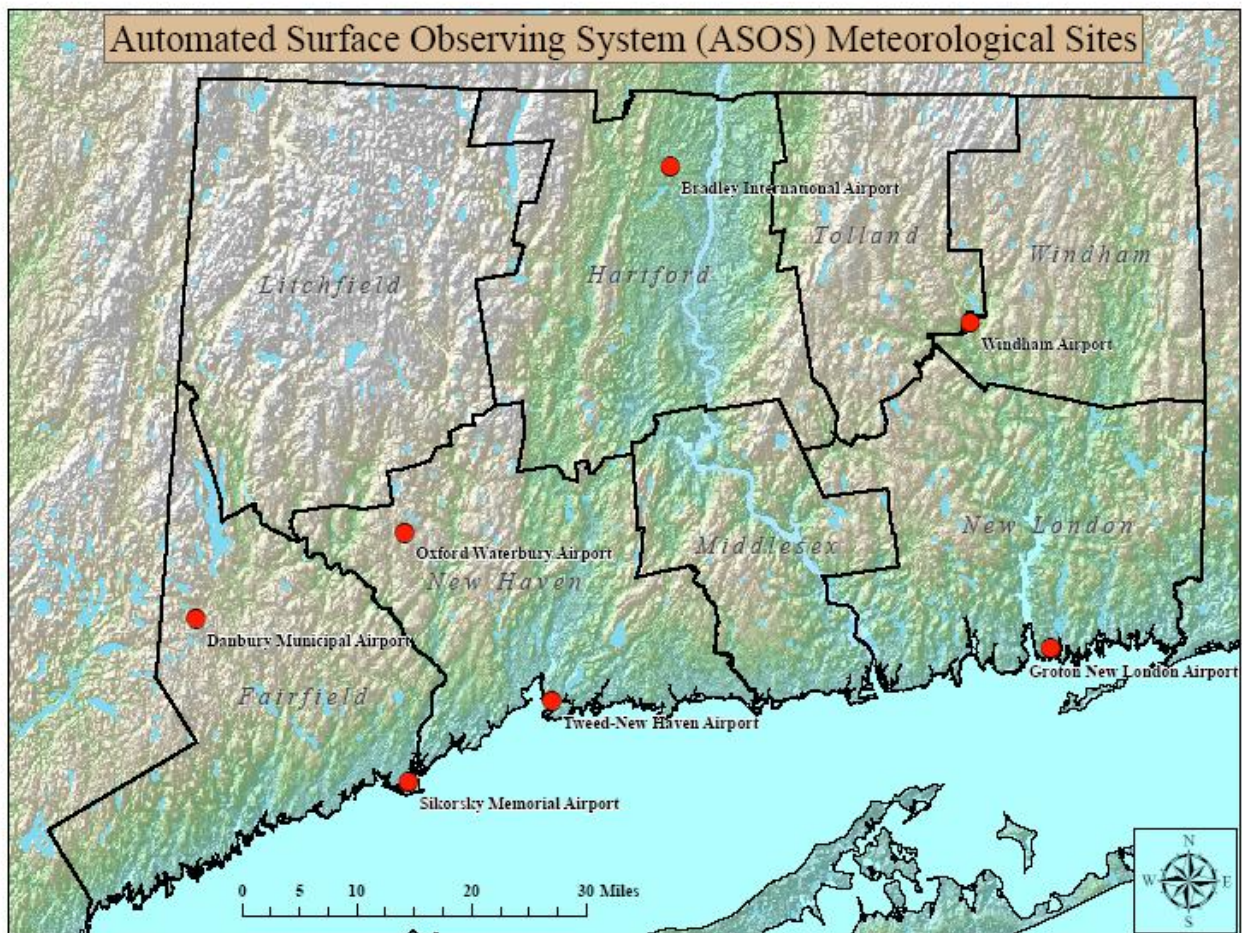 Automated Surface Observing System (ASOS) Meteorological Sites
Bradley International Airport
Tolland
Windham
Hartford
Litchfield
Windham Airport
New London
Middlesex
Oxford Waterbury Airport
New Haven
Danbury Municipal Airport
Groton New London Airport
Fairfield
Tweed-New Haven Airport
Sikorsky Memorial Airport
0 5 10 20 30 Miles
N
W E
S